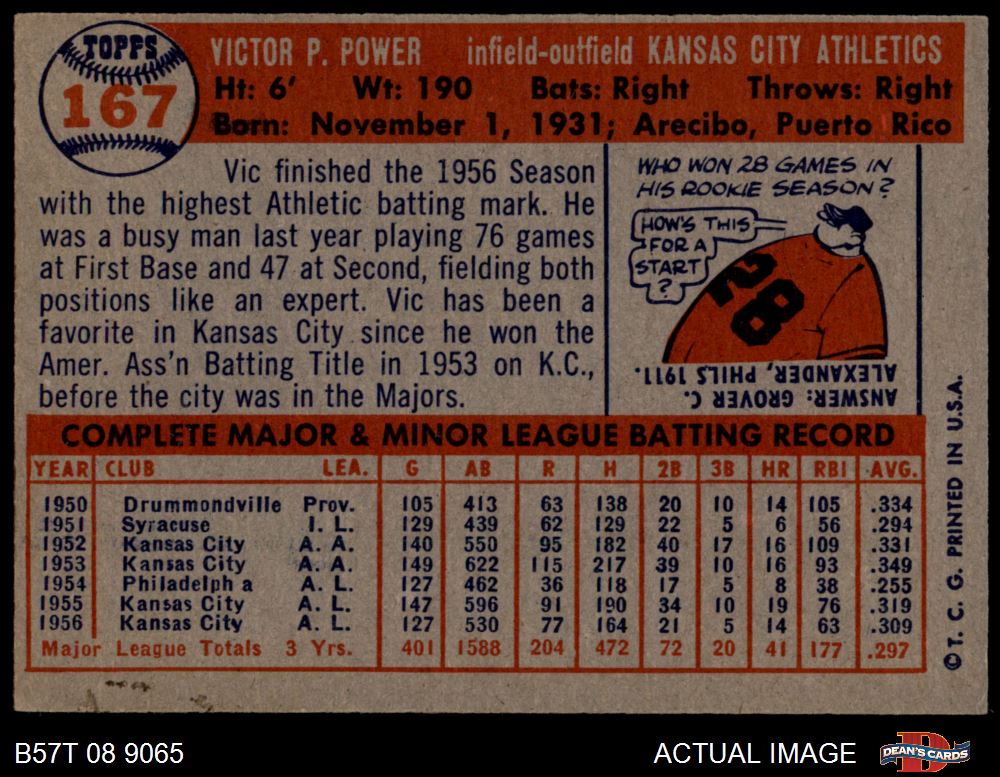 TOPPS
167
VICTOR P. POWER infield-outfield KANSAS CITY ATHLETICS
Ht: 6' Wt: 190 Bats: Right Throws: Right
Born: November 1, 1931; Arecibo, Puerto Rico
Vic finished the 1956 Season
with the highest Athletic batting mark. He
was a busy man last year playing 76 games
at First Base and 47 at Second, fielding both
positions like an expert. Vic has been a
favorite in Kansas City since he won the
Amer. Ass'n Batting Title in 1953 on K.C.,
before the city was in the Majors.
WHO WON 28 GAMES IN
HIS ROOKIE SEASON?
HOW'S THIS
FOR A
START
?
28
ANSWER: GROVER C.
ALEXANDER, PHILS 1911.
COMPLETE MAJOR & MINOR LEAGUE BATTING RECORD
YEAR CLUB LEA. G AB R H 2B 3B HR RBI AVG.
1950 Drummondville Prov. 105 413 63 138 20 10 14 105 .334
1951 Syracuse I. L. 129 439 62 129 22 5 6 56 .294
1952 Kansas City A. A. 140 550 95 182 40 17 16 109 .331
1953 Kansas City A. A. 149 622 115 217 39 10 16 93 .349
1954 Philadelph a A. L. 127 462 36 118 17 5 8 38 .255
1955 Kansas City A. L. 147 596 91 190 34 10 19 76 .319
1956 Kansas City A. L. 127 530 77 164 21 5 14 63 .309
Major League Totals 3 Yrs. 401 1588 204 472 72 20 41 177 .297
© T. C. G. PRINTED IN U.S.A.
B57T 08 9065
ACTUAL IMAGE
DEAN'S CARDS